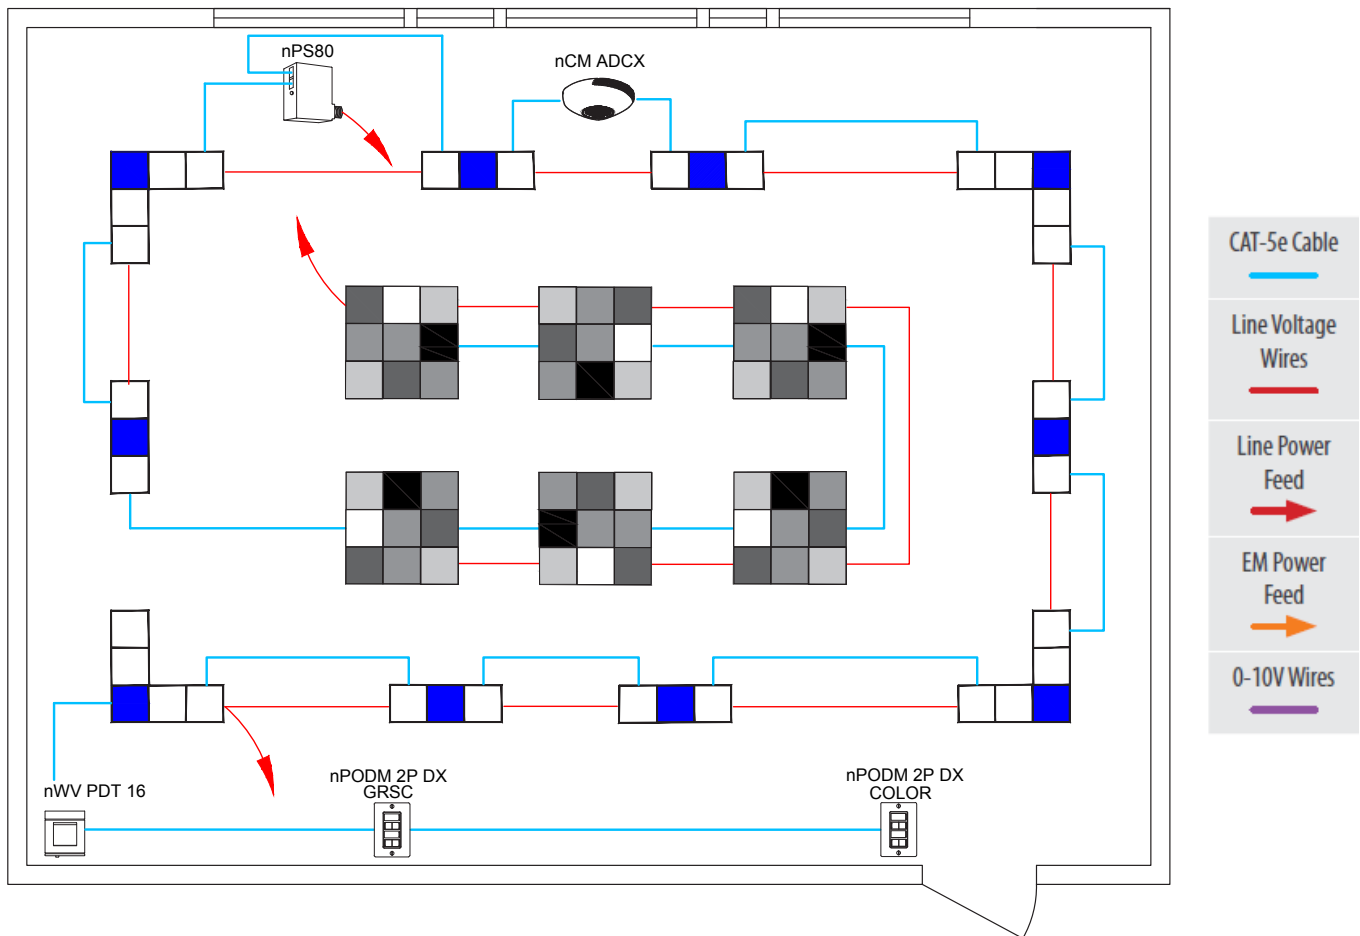 nPS80
nCM ADCX
CAT-5e Cable
Line Voltage
Wires
Line Power
Feed
EM Power
Feed
0-10V Wires
nWV PDT 16
nPODM 2P DX
GRSC
nPODM 2P DX
COLOR